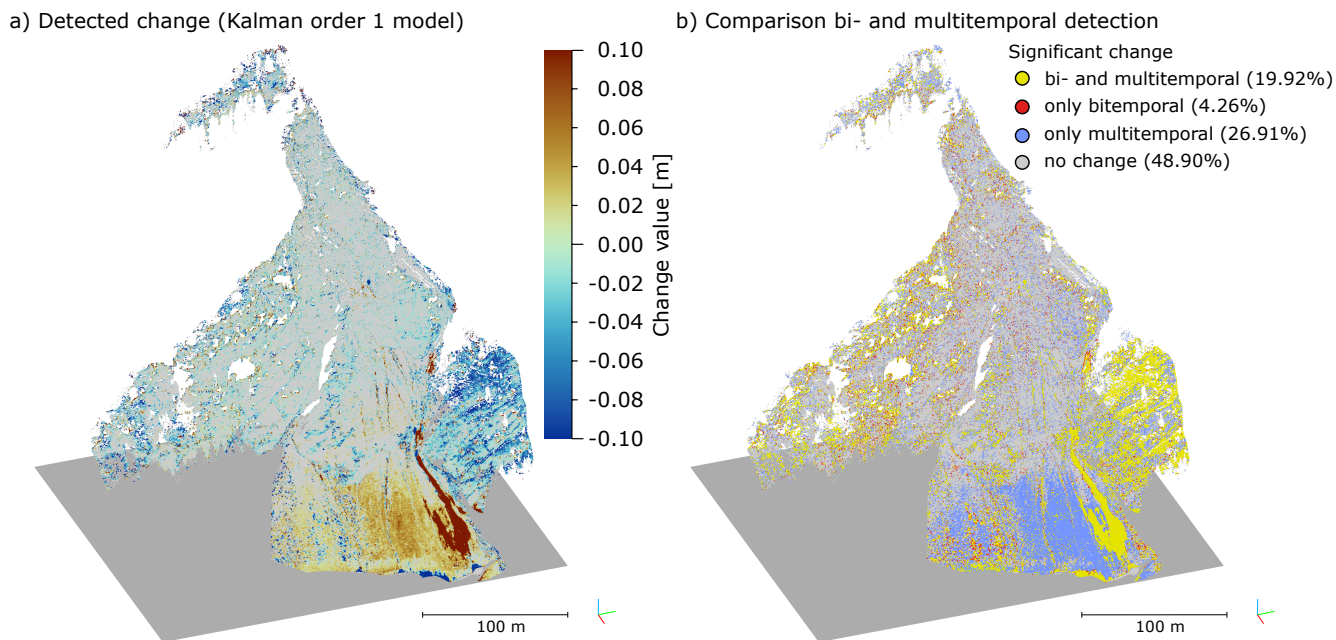 a) Detected change (Kalman order 1 model)
0.10
0.08
0.06
0.04
0.02
0.00
-0.02
-0.04
-0.06
-0.08
-0.10
Change value [m]
100 m
b) Comparison bi- and multitemporal detection
Significant change
bi- and multitemporal (19.92%)
only bitemporal (4.26%)
only multitemporal (26.91%)
no change (48.90%)
100 m